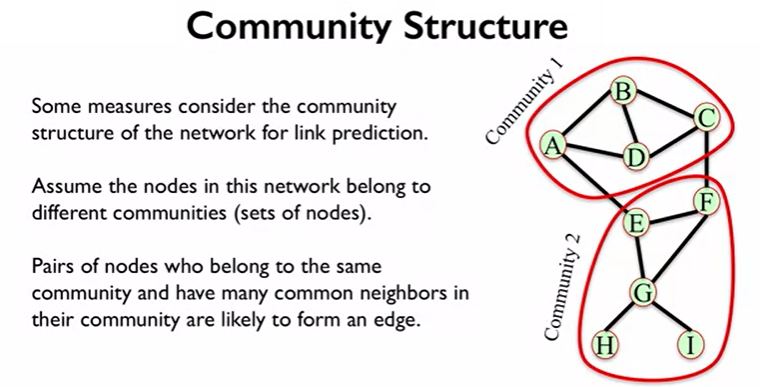 Community Structure
Some measures consider the community
structure of the network for link prediction.
Assume the nodes in this network belong to
different communities (sets of nodes).
Pairs of nodes who belong to the same
community and have many common neighbors in
their community are likely to form an edge.
Community 1
B
C
A
D
F
E
Community 2
G
H
I